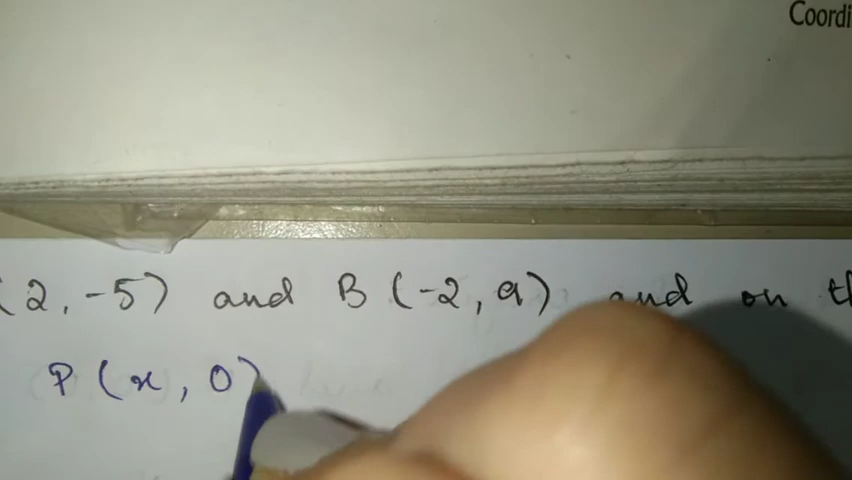 Coordi
(2, -5) and B (-2, 9) and on th
P (x, 0)